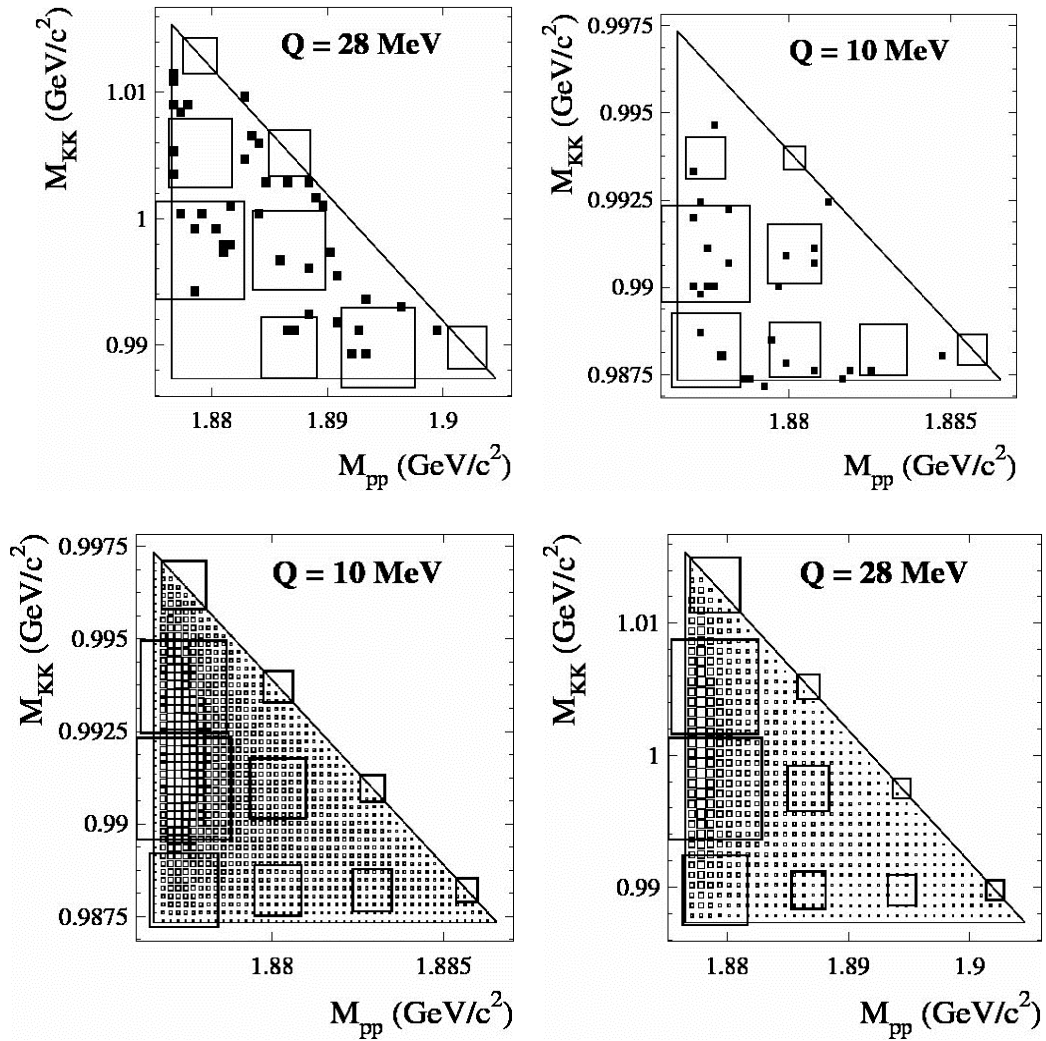 Q = 28 MeV
M_KK (GeV/c^2)
1.01
1
0.99
1.88
1.89
1.9
M_pp (GeV/c^2)
Q = 10 MeV
M_KK (GeV/c^2)
0.9975
0.995
0.9925
0.99
0.9875
1.88
1.885
M_pp (GeV/c^2)
Q = 10 MeV
M_KK (GeV/c^2)
0.9975
0.995
0.9925
0.99
0.9875
1.88
1.885
M_pp (GeV/c^2)
Q = 28 MeV
M_KK (GeV/c^2)
1.01
1
0.99
1.88
1.89
1.9
M_pp (GeV/c^2)